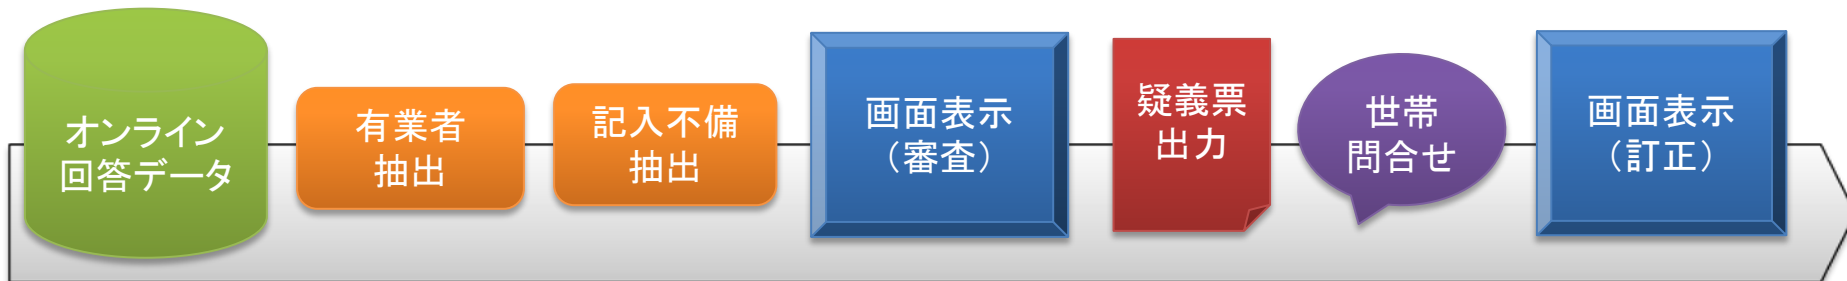 オンライン
回答データ
有業者
抽出
記入不備
抽出
画面表示
（審査）
疑義票
出力
世帯
問合せ
画面表示
（訂正）